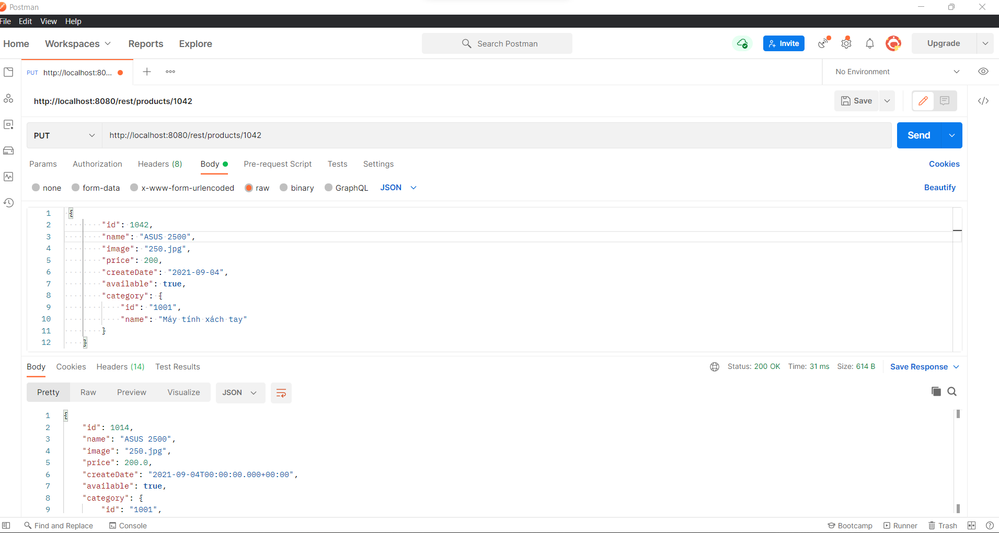 Postman
File Edit View Help
Home Workspaces Reports Explore Search Postman Invite Upgrade
PUT http://localhost:80... No Environment
http://localhost:8080/rest/products/1042 Save
PUT http://localhost:8080/rest/products/1042 Send
Params Authorization Headers (8) Body Pre-request Script Tests Settings Cookies
none form-data x-www-form-urlencoded raw binary GraphQL JSON Beautify
1 {
2 "id": 1042,
3 "name": "ASUS 2500",
4 "image": "250.jpg",
5 "price": 200,
6 "createDate": "2021-09-04",
7 "available": true,
8 "category": {
9 "id": "1001",
10 "name": "Máy tính xách tay"
11 }
12 }
Body Cookies Headers (14) Test Results Status: 200 OK Time: 31 ms Size: 614 B Save Response
Pretty Raw Preview Visualize JSON
1 {
2 "id": 1014,
3 "name": "ASUS 2500",
4 "image": "250.jpg",
5 "price": 200.0,
6 "createDate": "2021-09-04T00:00:00.000+00:00",
7 "available": true,
8 "category": {
9 "id": "1001",
Find and Replace Console Bootcamp Runner Trash